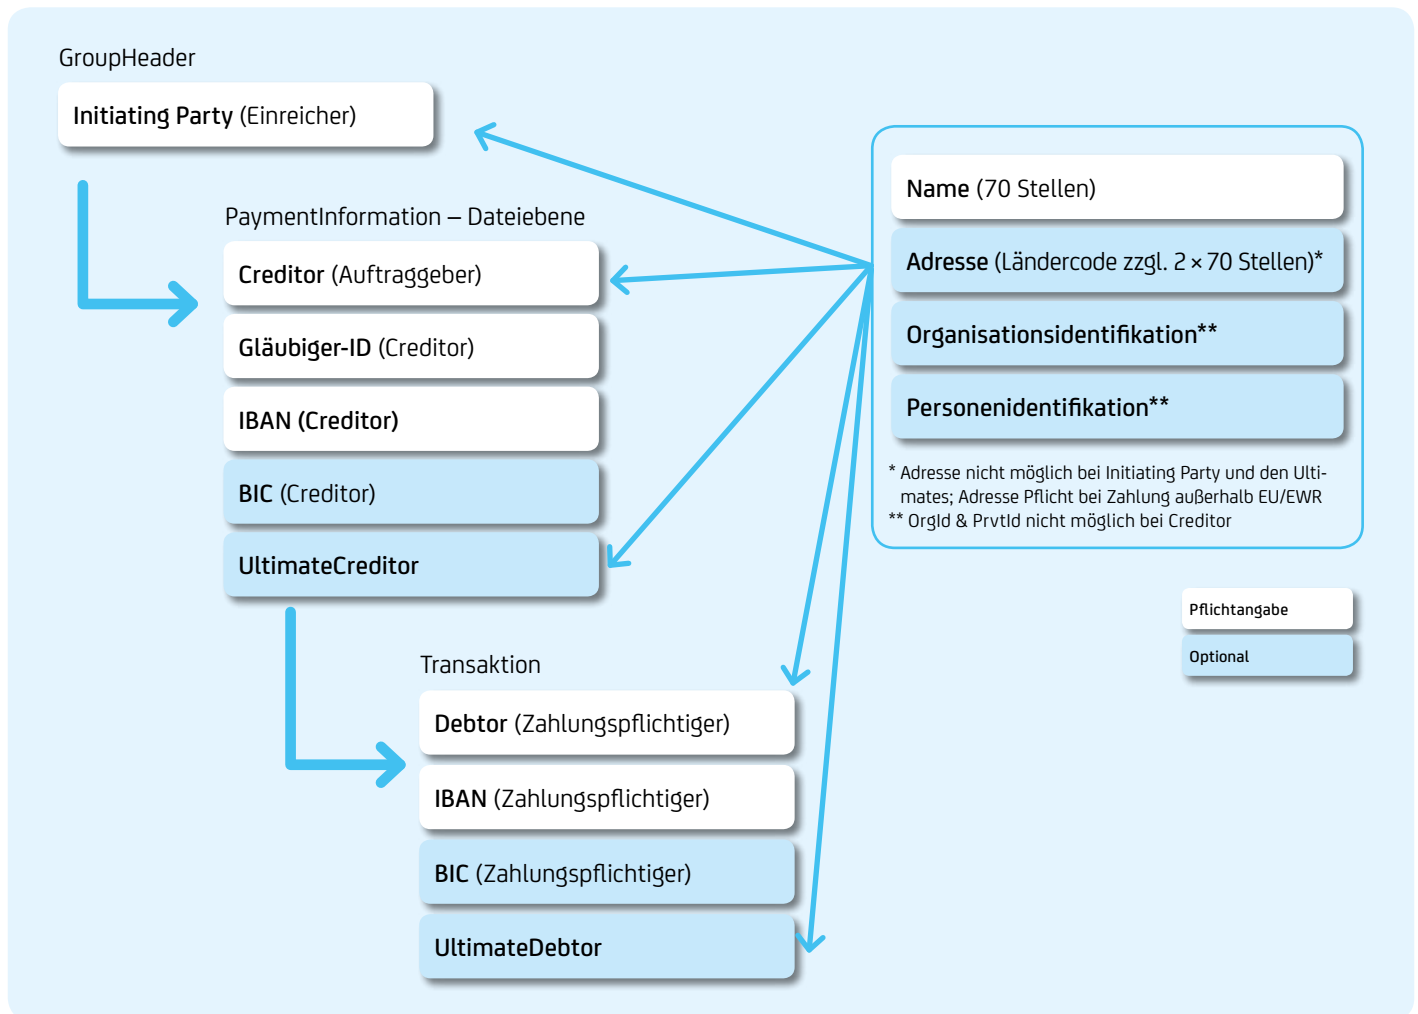 GroupHeader
Initiating Party (Einreicher)
PaymentInformation – Dateiebene
Creditor (Auftraggeber)
Gläubiger-ID (Creditor)
IBAN (Creditor)
BIC (Creditor)
UltimateCreditor
Transaktion
Debtor (Zahlungspflichtiger)
IBAN (Zahlungspflichtiger)
BIC (Zahlungspflichtiger)
UltimateDebtor
Name (70 Stellen)
Adresse (Ländercode zzgl. 2 × 70 Stellen)*
Organisationsidentifikation**
Personenidentifikation**
* Adresse nicht möglich bei Initiating Party und den Ulti-
mates; Adresse Pflicht bei Zahlung außerhalb EU/EWR
** OrgId & PrvtId nicht möglich bei Creditor
Pflichtangabe
Optional